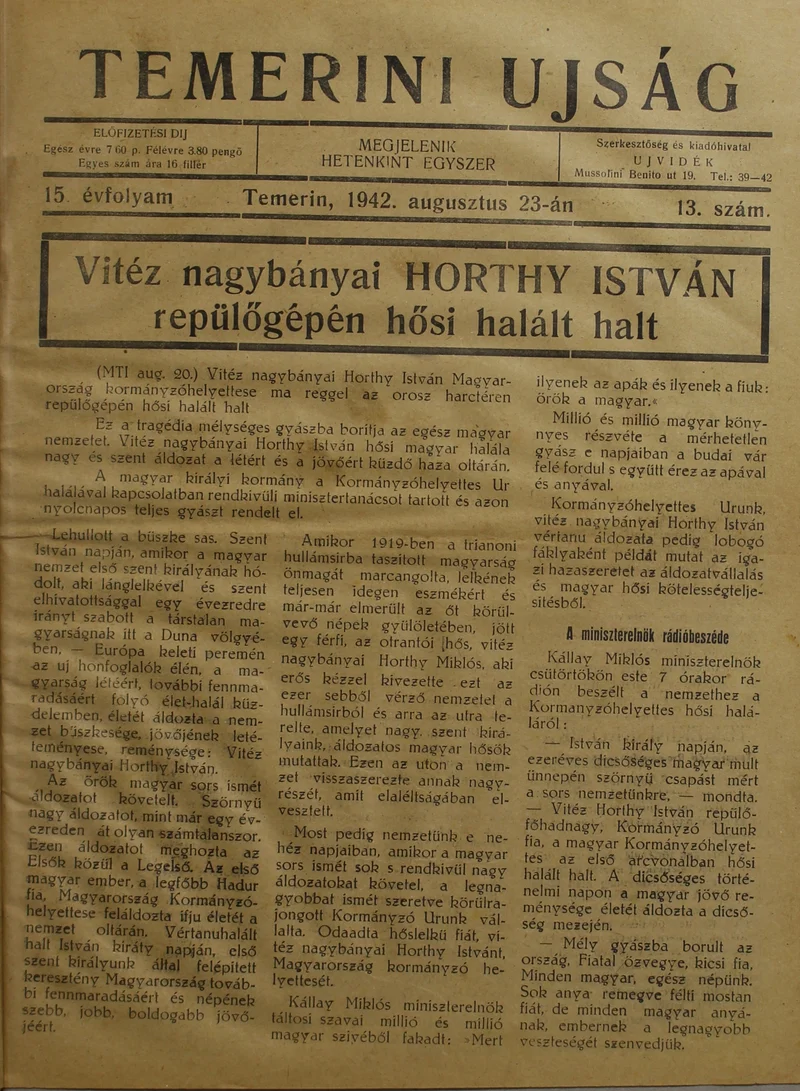 TEMERINI UJSÁG
ELŐFIZETÉSI DIJ
Egész évre 7 60 p. Félévre 3.80 pengő
Egyes szám ára 16 fillér
MEGJELENIK
HETENKINT EGYSZER
Szerkesztőség és kiadóhivatal
UJVIDÉK
Mussolini Benito ut 19. Tel.: 39—42
15. évfolyam
Temerin, 1942. augusztus 23-án
13. szám.
Vitéz nagybányai HORTHY ISTVÁN
repülőgépén hősi halált halt
(MTI aug. 20.) Vitéz nagybányai Horthy István Magyar-
ország kormányzóhelyettese ma reggel az orosz harctéren
repülőgépén hősi halált halt
Ez a tragédia mélységes gyászba borítja az egész magyar
nemzetet. Vitéz nagybányai Horthy István hősi magyar halála
nagy és szent áldozat a létért és a jövőért küzdő haza oltárán.
A magyar királyi kormány a Kormányzóhelyettes Ur
halálával kapcsolatban rendkivüli minisztertanácsot tartott és azon
nyolcnapos teljes gyászt rendelt el.
Lehullott a büszke sas. Szent
István napján, amikor a magyar
nemzet első szent királyának hó-
dolt, aki lánglelkével és szent
elhivatottsággal egy évezredre
irányt szabott a társtalan ma-
gyarságnak itt a Duna völgyé-
ben, — Európa keleti peremén
az uj honfoglalók élén, a ma-
gyarság létéért, további fennma-
radásáért folyó élet-halál küz-
delemben, életét áldozta a nem-
zet büszkesége, jövőjének leté-
teményese, reménysége: Vitéz
nagybányai Horthy István.
Az örök magyar sors ismét
áldozatot követelt. Szörnyü
nagy áldozatot, mint már egy év-
ezreden át olyan számtalanszor.
Ezen áldozatot meghozta az
Elsők közül a Legelső. Az első
magyar ember, a legfőbb Hadur
fia, Magyarország Kormányzó-
helyettese feláldozta ifju életét a
nemzet oltárán. Vértanuhalált
halt István király napján, első
szent királyunk által felépitett
keresztény Magyarország továb-
bi fennmaradásáért és népének
szebb, jobb, boldogabb jövő-
jéért.
Amikor 1919-ben a trianoni
hullámsirba taszitott magyarság
önmagát marcangolta, lelkének
teljesen idegen eszmékért és
már-már elmerült az őt körül-
vevő népek gyülöletében, jött
egy férfi, az otrantói hős, vitéz
nagybányai Horthy Miklós, aki
erős kézzel kivezette ezt az
ezer sebből vérző nemzetet a
hullámsirból és arra az utra te-
relte, amelyet nagy, szent kirá-
lyaink, áldozatos magyar hősök
mutattak. Ezen az uton a nem-
zet visszaszerezte annak nagy-
részét, amit elaléltságában el-
vesztett.
Most pedig nemzetünk e ne-
héz napjaiban, amikor a magyar
sors ismét sok s rendkivül nagy
áldozatokat követel, a legna-
gyobbat ismét szeretve körülra-
jongott Kormányzó Urunk vál-
lalta. Odaadta hőslelkü fiát, vi-
téz nagybányai Horthy Istvánt,
Magyarország kormányzó he-
lyettesét.
Kállay Miklós miniszterelnök
táltosi szavai millió és millió
magyar szivéből fakadt: »Mert
ilyenek az apák és ilyenek a fiuk:
örök a magyar.«
Millió és millió magyar köny-
nyes részvéte a mérhetetlen
gyász e napjaiban a budai vár
felé fordul s együtt érez az apával
és anyával.
Kormányzóhelyettes Urunk,
vitéz nagybányai Horthy István
vértanu áldozata pedig lobogó
fáklyaként példát mutat az iga-
zi hazaszeretet az áldozatvállalás
és magyar hősi kötelességtelje-
sitésből.
A miniszterelnök rádióbeszéde
Kállay Miklós miniszterelnök
csütörtökön este 7 órakor rá-
dión beszélt a nemzethez a
Kormányzóhelyettes hősi halá-
láról:
— István király napján, az
ezeréves dicsőséges magyar mult
ünnepén szörnyü csapást mért
a sors nemzetünkre, — mondta.
— Vitéz Horthy István repülő-
főhadnagy, Kormányzó Urunk
fia, a magyar Kormányzóhelyet-
tes az első arcvonalban hősi
halált halt. A dicsőséges törté-
nelmi napon a magyar jövő re-
ménysége életét áldozta a dicső-
ség mezején.
— Mély gyászba borult az
ország. Fiatal özvegye, kicsi fia,
Minden magyar, egész népünk.
Sok anya remegve félti mostan
fiát, de minden magyar anyá-
nak, embernek a legnagyobb
veszteségét szenvedjük.